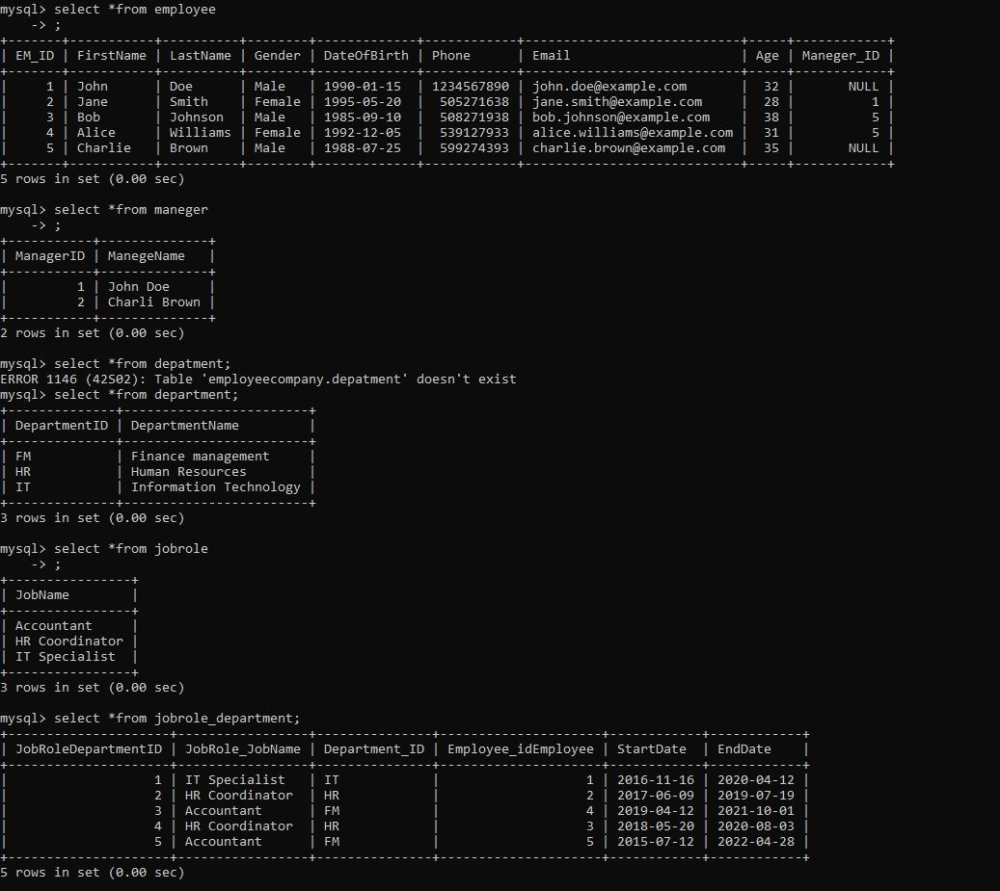 mysql> select *from employee
    -> ;
+-------+-----------+----------+--------+-------------+------------+----------------------------+-----+------------+
| EM_ID | FirstName | LastName | Gender | DateOfBirth | Phone      | Email                      | Age | Maneger_ID |
+-------+-----------+----------+--------+-------------+------------+----------------------------+-----+------------+
|     1 | John      | Doe      | Male   | 1990-01-15  | 1234567890 | john.doe@example.com       |  32 |       NULL |
|     2 | Jane      | Smith    | Female | 1995-05-20  |  505271638 | jane.smith@example.com     |  28 |          1 |
|     3 | Bob       | Johnson  | Male   | 1985-09-10  |  508271938 | bob.johnson@example.com    |  38 |          5 |
|     4 | Alice     | Williams | Female | 1992-12-05  |  539127933 | alice.williams@example.com |  31 |          5 |
|     5 | Charlie   | Brown    | Male   | 1988-07-25  |  599274393 | charlie.brown@example.com  |  35 |       NULL |
+-------+-----------+----------+--------+-------------+------------+----------------------------+-----+------------+
5 rows in set (0.00 sec)

mysql> select *from maneger
    -> ;
+-----------+--------------+
| ManagerID | ManegeName   |
+-----------+--------------+
|         1 | John Doe     |
|         2 | Charli Brown |
+-----------+--------------+
2 rows in set (0.00 sec)

mysql> select *from depatment;
ERROR 1146 (42S02): Table 'employeecompany.depatment' doesn't exist
mysql> select *from department;
+--------------+------------------------+
| DepartmentID | DepartmentName         |
+--------------+------------------------+
| FM           | Finance management     |
| HR           | Human Resources        |
| IT           | Information Technology |
+--------------+------------------------+
3 rows in set (0.00 sec)

mysql> select *from jobrole
    -> ;
+----------------+
| JobName        |
+----------------+
| Accountant     |
| HR Coordinator |
| IT Specialist  |
+----------------+
3 rows in set (0.00 sec)

mysql> select *from jobrole_department;
+---------------------+-----------------+---------------+---------------------+------------+------------+
| JobRoleDepartmentID | JobRole_JobName | Department_ID | Employee_idEmployee | StartDate  | EndDate    |
+---------------------+-----------------+---------------+---------------------+------------+------------+
|                   1 | IT Specialist   | IT            |                   1 | 2016-11-16 | 2020-04-12 |
|                   2 | HR Coordinator  | HR            |                   2 | 2017-06-09 | 2019-07-19 |
|                   3 | Accountant      | FM            |                   4 | 2019-04-12 | 2021-10-01 |
|                   4 | HR Coordinator  | HR            |                   3 | 2018-05-20 | 2020-08-03 |
|                   5 | Accountant      | FM            |                   5 | 2015-07-12 | 2022-04-28 |
+---------------------+-----------------+---------------+---------------------+------------+------------+
5 rows in set (0.00 sec)